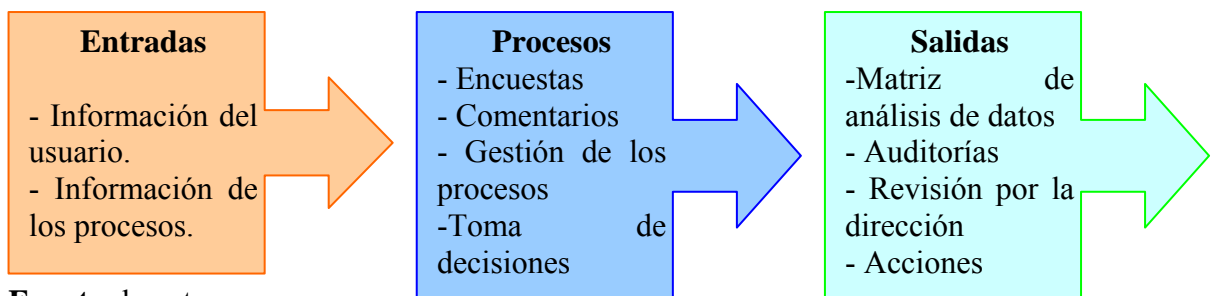 Entradas
- Información del
usuario.
- Información de
los procesos.
Procesos
- Encuestas
- Comentarios
- Gestión de los
procesos
-Toma de
decisiones
Salidas
-Matriz de
análisis de datos
- Auditorías
- Revisión por la
dirección
- Acciones